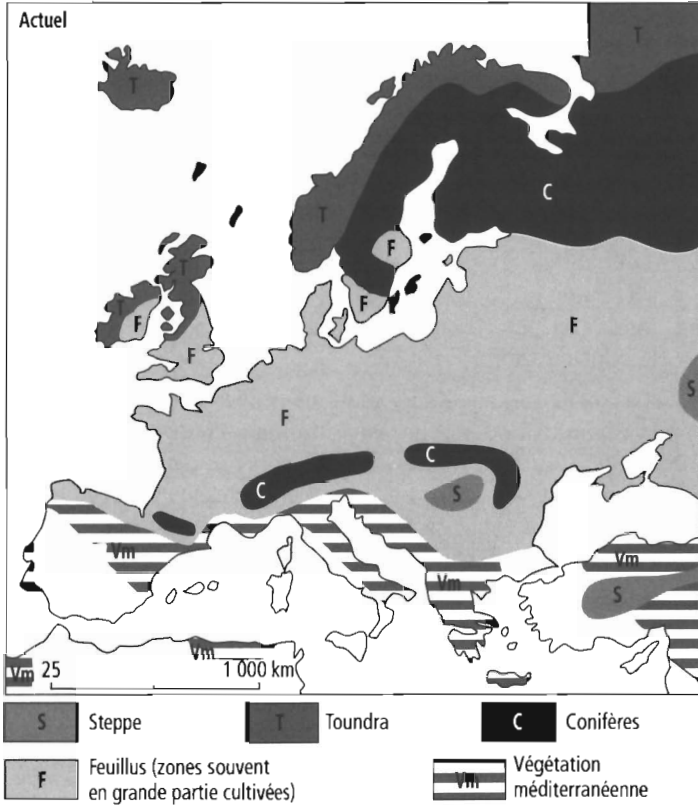 Actuel
T
T
C
T
F
T
T
F
F
F
F
F
S
C
C
S
Vm
Vm
Vm
S
Vm
Vm
25
1 000 km
S Steppe
T Toundra
C Conifères
F Feuillus (zones souvent
en grande partie cultivées)
Vm Végétation
méditerranéenne